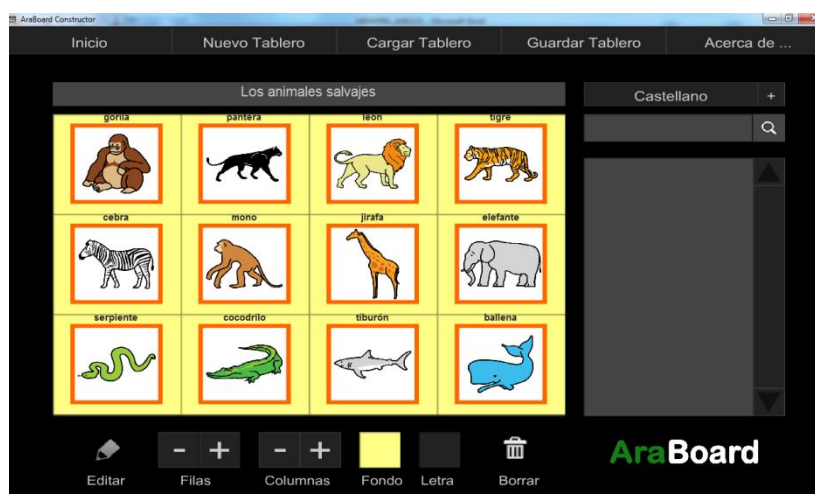 AraBoard Constructor
Inicio Nuevo Tablero Cargar Tablero Guardar Tablero Acerca de ...
Los animales salvajes
Castellano +
gorila pantera león tigre
cebra mono jirafa elefante
serpiente cocodrilo tiburón ballena
- + - +
Editar Filas Columnas Fondo Letra Borrar
AraBoard